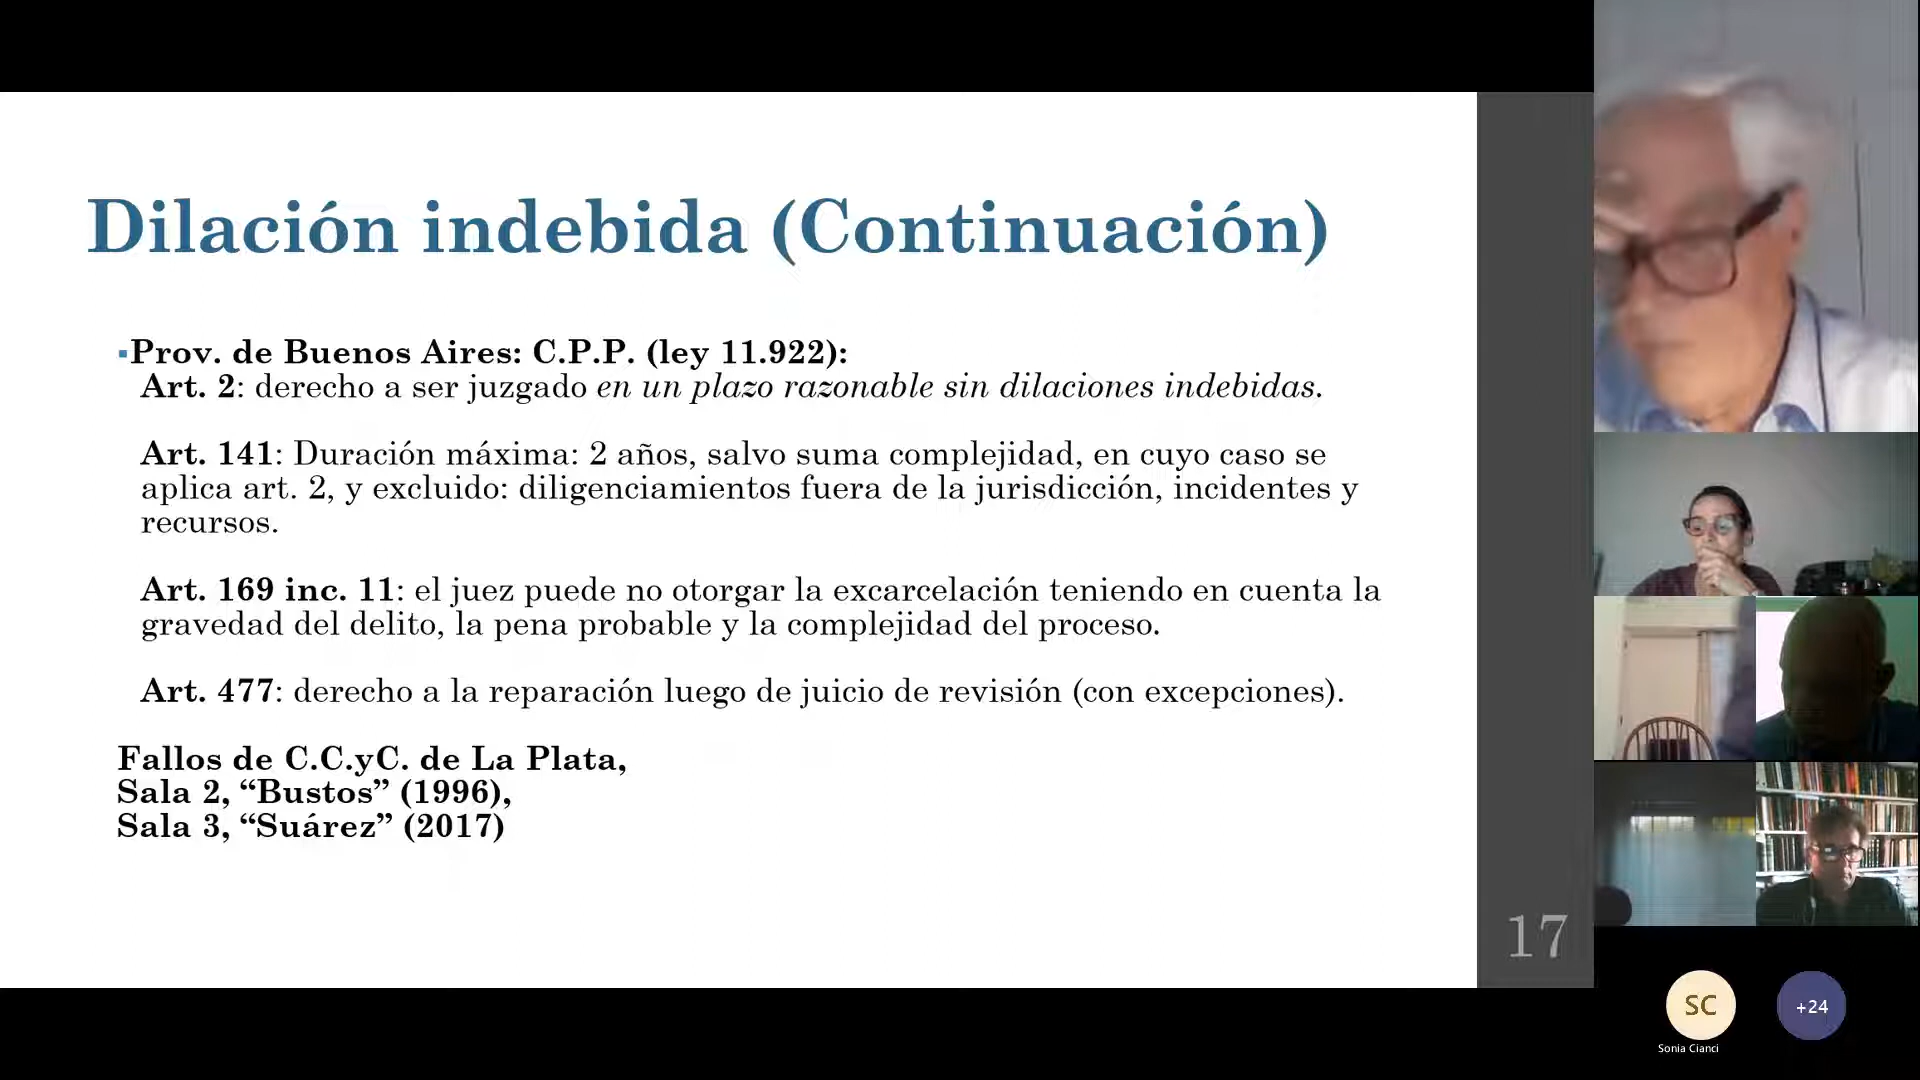 Dilación indebida (Continuación)
▪Prov. de Buenos Aires: C.P.P. (ley 11.922):
Art. 2: derecho a ser juzgado en un plazo razonable sin dilaciones indebidas.
Art. 141: Duración máxima: 2 años, salvo suma complejidad, en cuyo caso se
aplica art. 2, y excluido: diligenciamientos fuera de la jurisdicción, incidentes y
recursos.
Art. 169 inc. 11: el juez puede no otorgar la excarcelación teniendo en cuenta la
gravedad del delito, la pena probable y la complejidad del proceso.
Art. 477: derecho a la reparación luego de juicio de revisión (con excepciones).
Fallos de C.C.yC. de La Plata,
Sala 2, “Bustos” (1996),
Sala 3, “Suárez” (2017)
17
SC
+24
Sonia Cianci